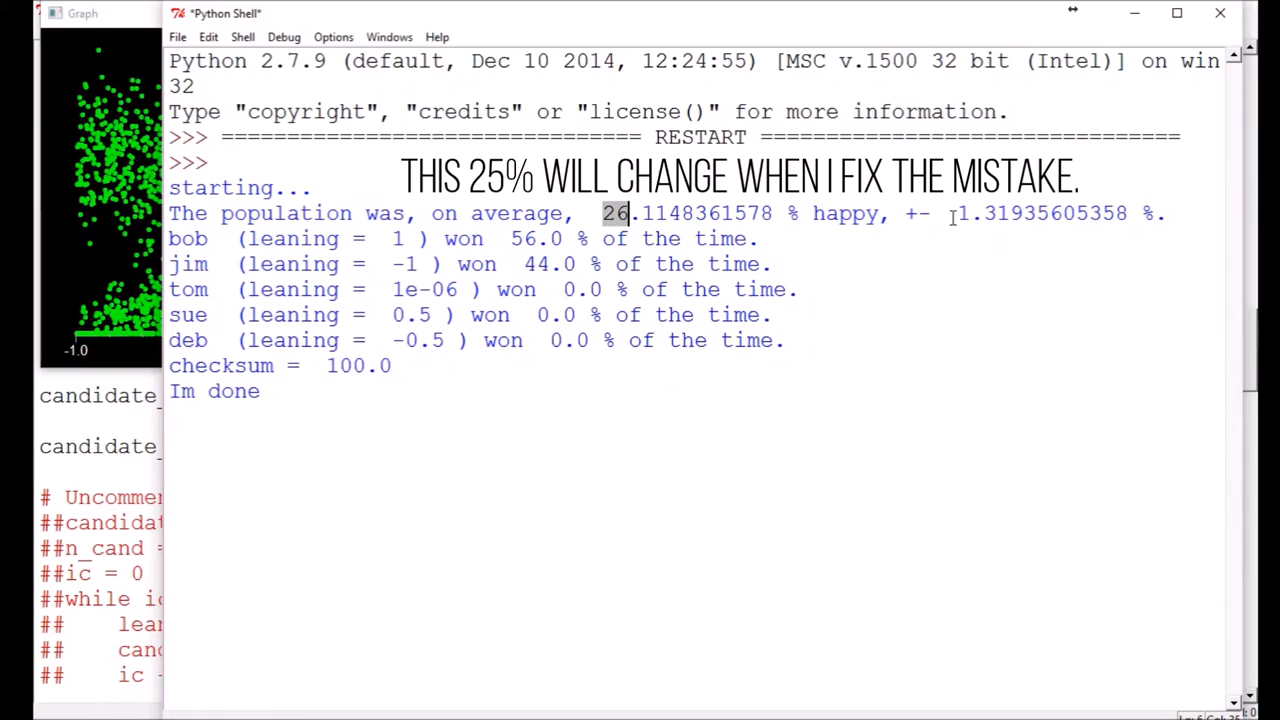 Graph
*Python Shell*
File Edit Shell Debug Options Windows Help
Python 2.7.9 (default, Dec 10 2014, 12:24:55) [MSC v.1500 32 bit (Intel)] on win
32
Type "copyright", "credits" or "license()" for more information.
>>> ================================ RESTART ================================
>>>
THIS 25% WILL CHANGE WHEN I FIX THE MISTAKE.
starting...
The population was, on average,  26.1148361578 % happy, +-  1.31935605358 %.
bob  (leaning =  1 ) won  56.0 % of the time.
jim  (leaning =  -1 ) won  44.0 % of the time.
tom  (leaning =  1e-06 ) won  0.0 % of the time.
sue  (leaning =  0.5 ) won  0.0 % of the time.
deb  (leaning =  -0.5 ) won  0.0 % of the time.
checksum =  100.0
Im done
-1.0
candidate_
candidate_
# Uncomme
##candidat
##n_cand =
##ic = 0
##while ic
##    lean
##    cand
##    ic